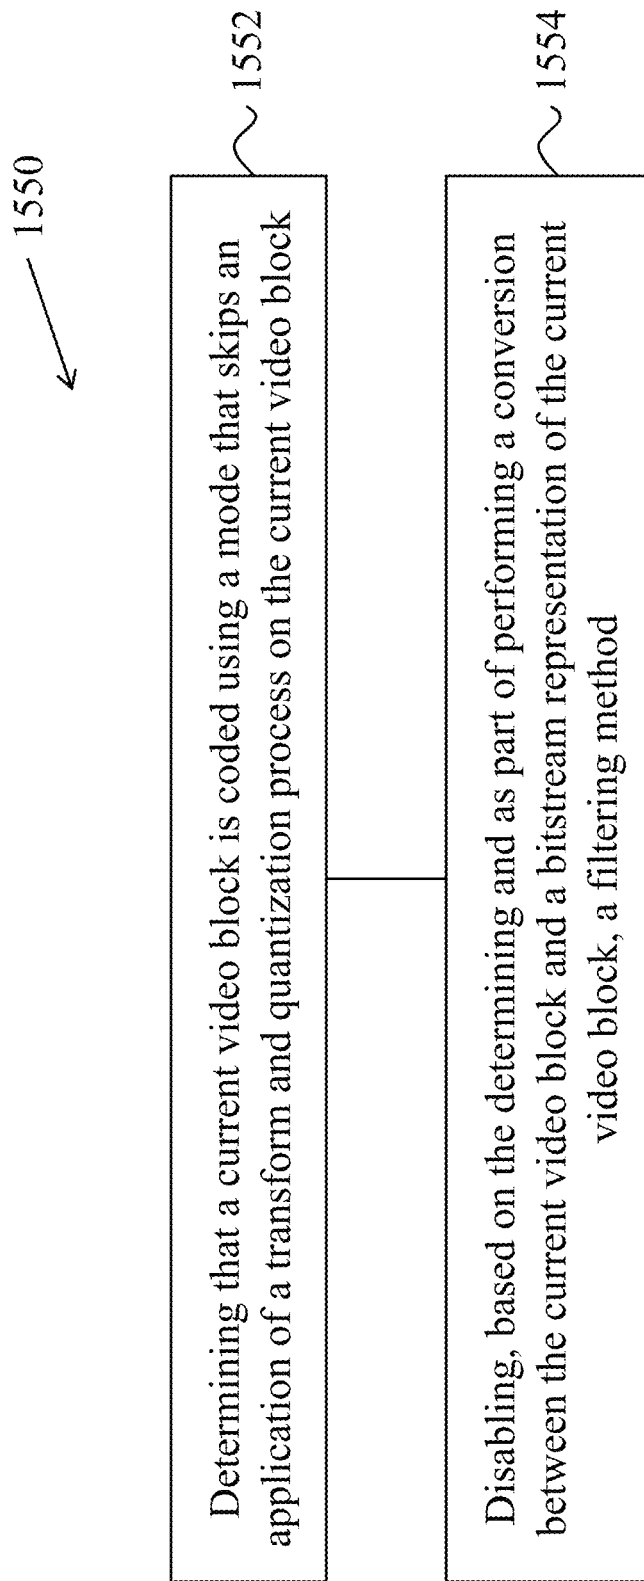 1550
Determining that a current video block is coded using a mode that skips an
application of a transform and quantization process on the current video block
1552
Disabling, based on the determining and as part of performing a conversion
between the current video block and a bitstream representation of the current
video block, a filtering method
1554